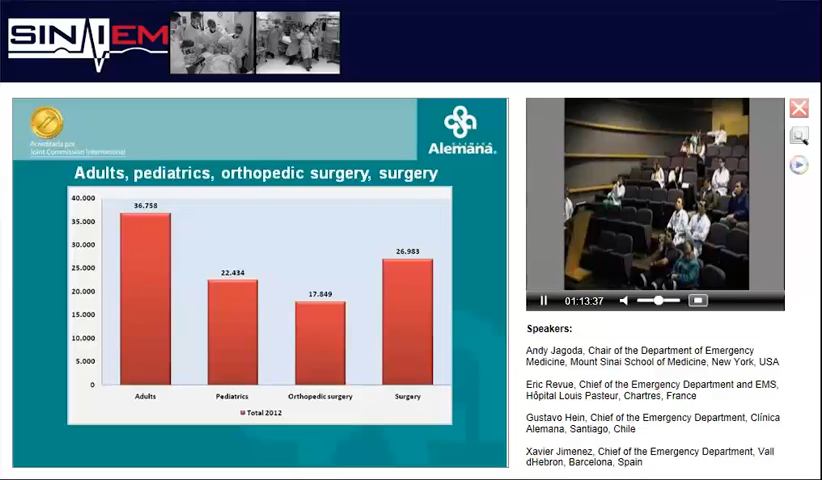 SINIEM
Acreditada por
Joint Commission International
CLINICA
Alemana.
Adults, pediatrics, orthopedic surgery, surgery
40.000
35.000
30.000
25.000
20.000
15.000
10.000
5.000
0
36.758
22.434
17.849
26.983
Adults
Pediatrics
Orthopedic surgery
Surgery
Total 2012
01:13:37
Speakers:
Andy Jagoda, Chair of the Department of Emergency
Medicine, Mount Sinai School of Medicine, New York, USA
Eric Revue, Chief of the Emergency Department and EMS,
Hôpital Louis Pasteur, Chartres, France
Gustavo Hein, Chief of the Emergency Department, Clínica
Alemana, Santiago, Chile
Xavier Jimenez, Chief of the Emergency Department, Vall
dHebron, Barcelona, Spain